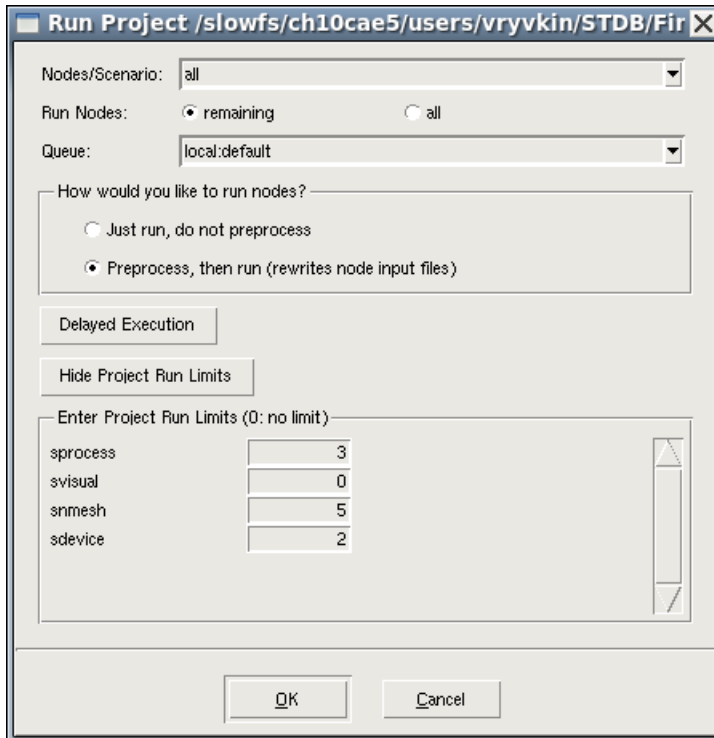 Run Project /slowfs/ch10cae5/users/vryvkin/STDB/Fir
Nodes/Scenario: all
Run Nodes: remaining all
Queue: local:default
How would you like to run nodes?
Just run, do not preprocess
Preprocess, then run (rewrites node input files)
Delayed Execution
Hide Project Run Limits
Enter Project Run Limits (0: no limit)
sprocess 3
svisual 0
snmesh 5
sdevice 2
OK Cancel